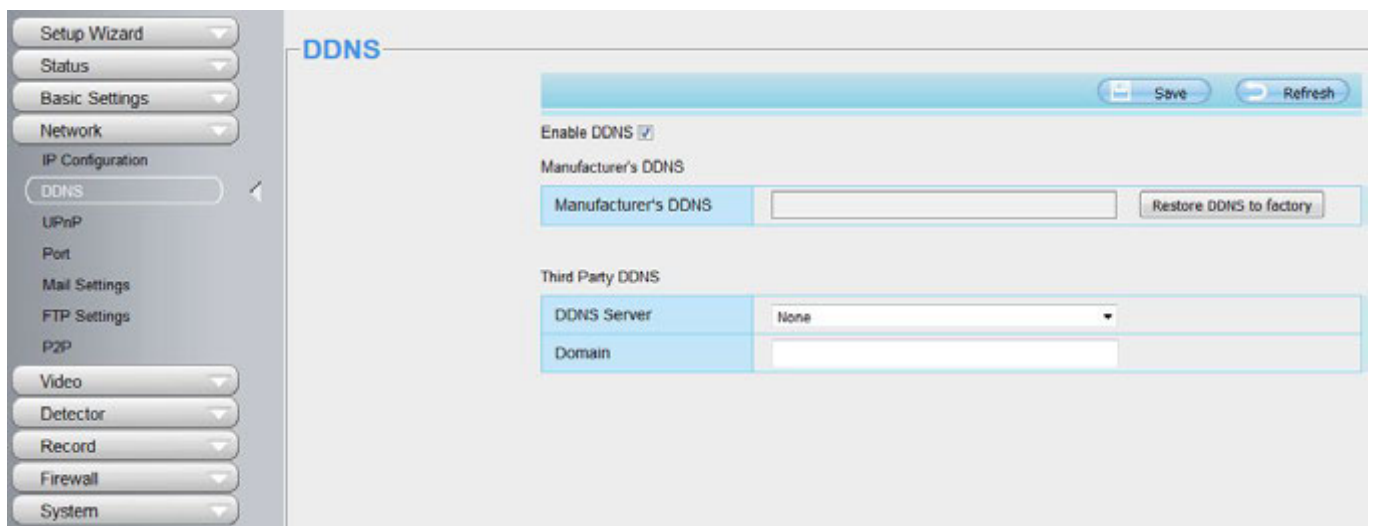 Setup Wizard
Status
Basic Settings
Network
IP Configuration
DDNS
UPnP
Port
Mail Settings
FTP Settings
P2P
Video
Detector
Record
Firewall
System
DDNS
Save Refresh
Enable DDNS
Manufacturer's DDNS
Manufacturer's DDNS Restore DDNS to factory
Third Party DDNS
DDNS Server None
Domain